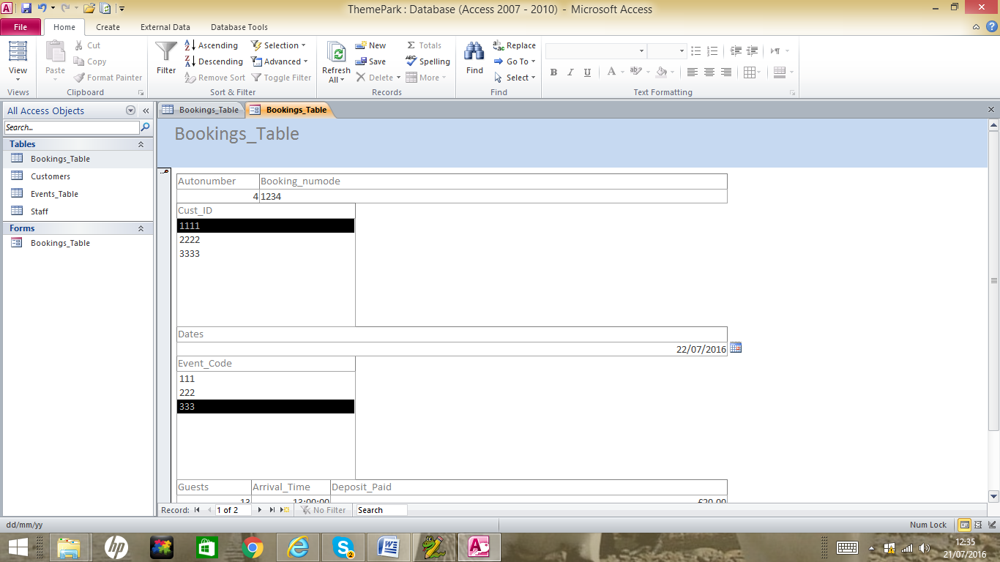 ThemePark : Database (Access 2007 - 2010) - Microsoft Access
File Home Create External Data Database Tools
View
Views
Paste
Cut
Copy
Format Painter
Clipboard
Filter
Ascending
Descending
Remove Sort
Selection
Advanced
Toggle Filter
Sort & Filter
Refresh All
New
Save
Delete
Totals
Spelling
More
Records
Find
Replace
Go To
Select
Find
B I U A ab
Text Formatting
All Access Objects
Search...
Tables
Bookings_Table
Customers
Events_Table
Staff
Forms
Bookings_Table
Bookings_Table Bookings_Table
Bookings_Table
Autonumber Booking_numode
4 1234
Cust_ID
1111
2222
3333
Dates
22/07/2016
Event_Code
111
222
333
Guests Arrival_Time Deposit_Paid
13 13:00:00 £20.00
Record: 1 of 2 No Filter Search
dd/mm/yy Num Lock
12:35
21/07/2016